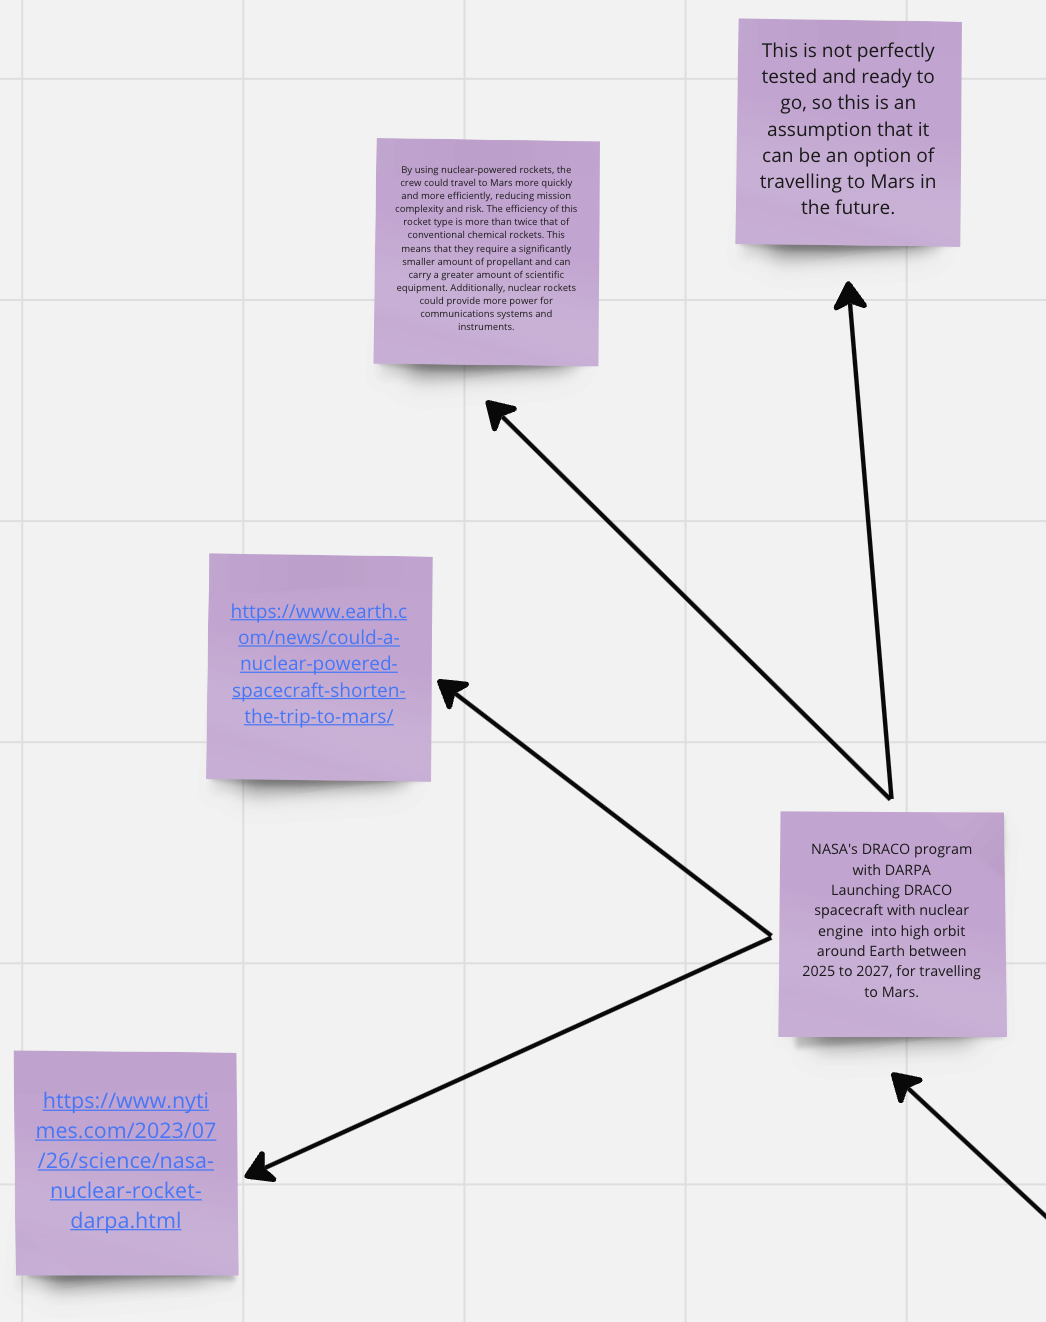 This is not perfectly
tested and ready to
go, so this is an
assumption that it
can be an option of
travelling to Mars in
the future.
By using nuclear-powered rockets, the
crew could travel to Mars more quickly
and more efficiently, reducing mission
complexity and risk. The efficiency of this
rocket type is more than twice that of
conventional chemical rockets. This
means that they require a significantly
smaller amount of propellant and can
carry a greater amount of scientific
equipment. Additionally, nuclear rockets
could provide more power for
communications systems and
instruments.
https://www.earth.c
om/news/could-a-
nuclear-powered-
spacecraft-shorten-
the-trip-to-mars/
NASA's DRACO program
with DARPA
Launching DRACO
spacecraft with nuclear
engine  into high orbit
around Earth between
2025 to 2027, for travelling
to Mars.
https://www.nyti
mes.com/2023/07
/26/science/nasa-
nuclear-rocket-
darpa.html